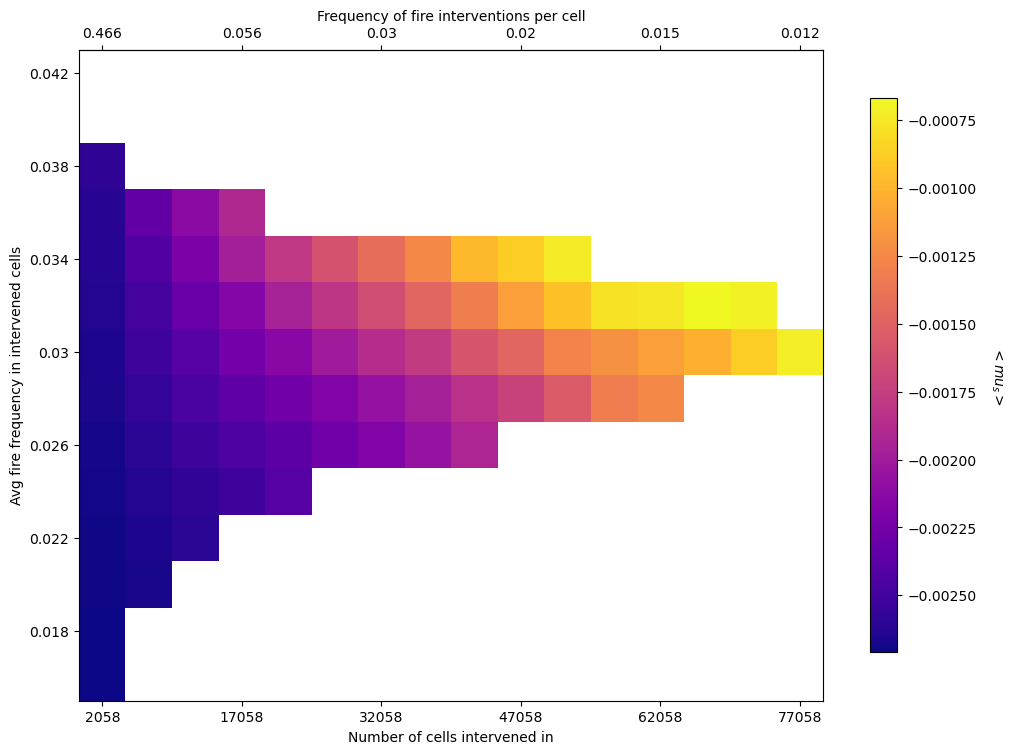 Frequency of fire interventions per cell
0.466 0.056 0.03 0.02 0.015 0.012
0.042
0.038
0.034
0.03
0.026
0.022
0.018
Avg fire frequency in intervened cells
2058 17058 32058 47058 62058 77058
Number of cells intervened in
−0.00075
−0.00100
−0.00125
−0.00150
−0.00175
−0.00200
−0.00225
−0.00250
< mu_s >